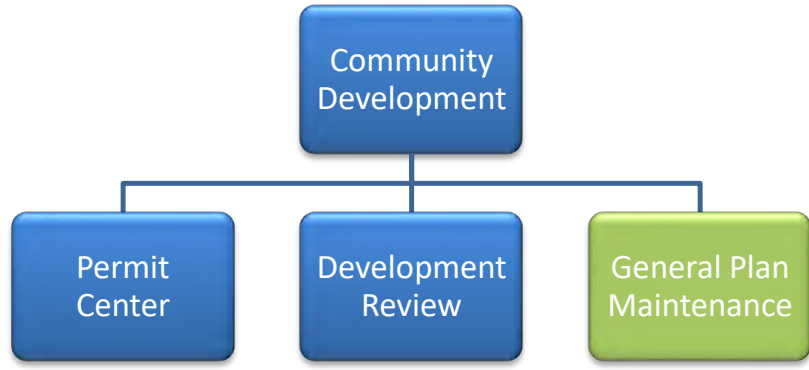 Community
Development
Permit
Center
Development
Review
General Plan
Maintenance